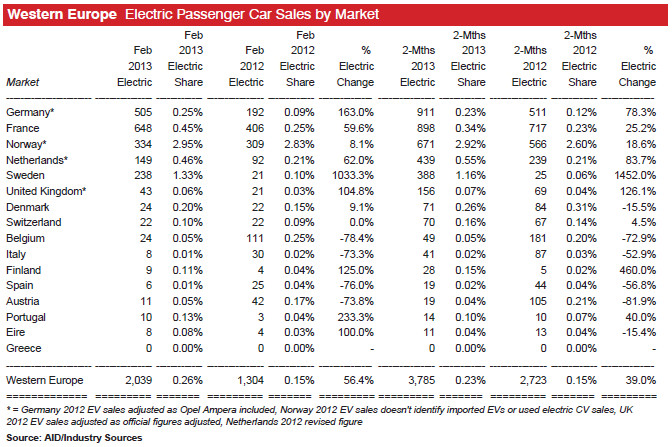 Western Europe Electric Passenger Car Sales by Market
Feb Feb 2-Mths 2-Mths
Feb 2013 Feb 2012 % 2-Mths 2013 2-Mths 2012 %
2013 Electric 2012 Electric Electric 2013 Electric 2012 Electric Electric
Market Electric Share Electric Share Change Electric Share Electric Share Change
Germany* 505 0.25% 192 0.09% 163.0% 911 0.23% 511 0.12% 78.3%
France 648 0.45% 406 0.25% 59.6% 898 0.34% 717 0.23% 25.2%
Norway* 334 2.95% 309 2.83% 8.1% 671 2.92% 566 2.60% 18.6%
Netherlands* 149 0.46% 92 0.21% 62.0% 439 0.55% 239 0.21% 83.7%
Sweden 238 1.33% 21 0.10% 1033.3% 388 1.16% 25 0.06% 1452.0%
United Kingdom* 43 0.06% 21 0.03% 104.8% 156 0.07% 69 0.04% 126.1%
Denmark 24 0.20% 22 0.15% 9.1% 71 0.26% 84 0.31% -15.5%
Switzerland 22 0.10% 22 0.09% 0.0% 70 0.16% 67 0.14% 4.5%
Belgium 24 0.05% 111 0.25% -78.4% 49 0.05% 181 0.20% -72.9%
Italy 8 0.01% 30 0.02% -73.3% 41 0.02% 87 0.03% -52.9%
Finland 9 0.11% 4 0.04% 125.0% 28 0.15% 5 0.02% 460.0%
Spain 6 0.01% 25 0.04% -76.0% 19 0.02% 44 0.04% -56.8%
Austria 11 0.05% 42 0.17% -73.8% 19 0.04% 105 0.21% -81.9%
Portugal 10 0.13% 3 0.04% 233.3% 14 0.10% 10 0.07% 40.0%
Eire 8 0.08% 4 0.03% 100.0% 11 0.04% 13 0.04% -15.4%
Greece 0 0.00% 0 0.00% - 0 0.00% 0 0.00% -
Western Europe 2,039 0.26% 1,304 0.15% 56.4% 3,785 0.23% 2,723 0.15% 39.0%
* = Germany 2012 EV sales adjusted as Opel Ampera included, Norway 2012 EV sales doesn't identify imported EVs or used electric CV sales, UK
2012 EV sales adjusted as official figures adjusted, Netherlands 2012 revised figure
Source: AID/Industry Sources